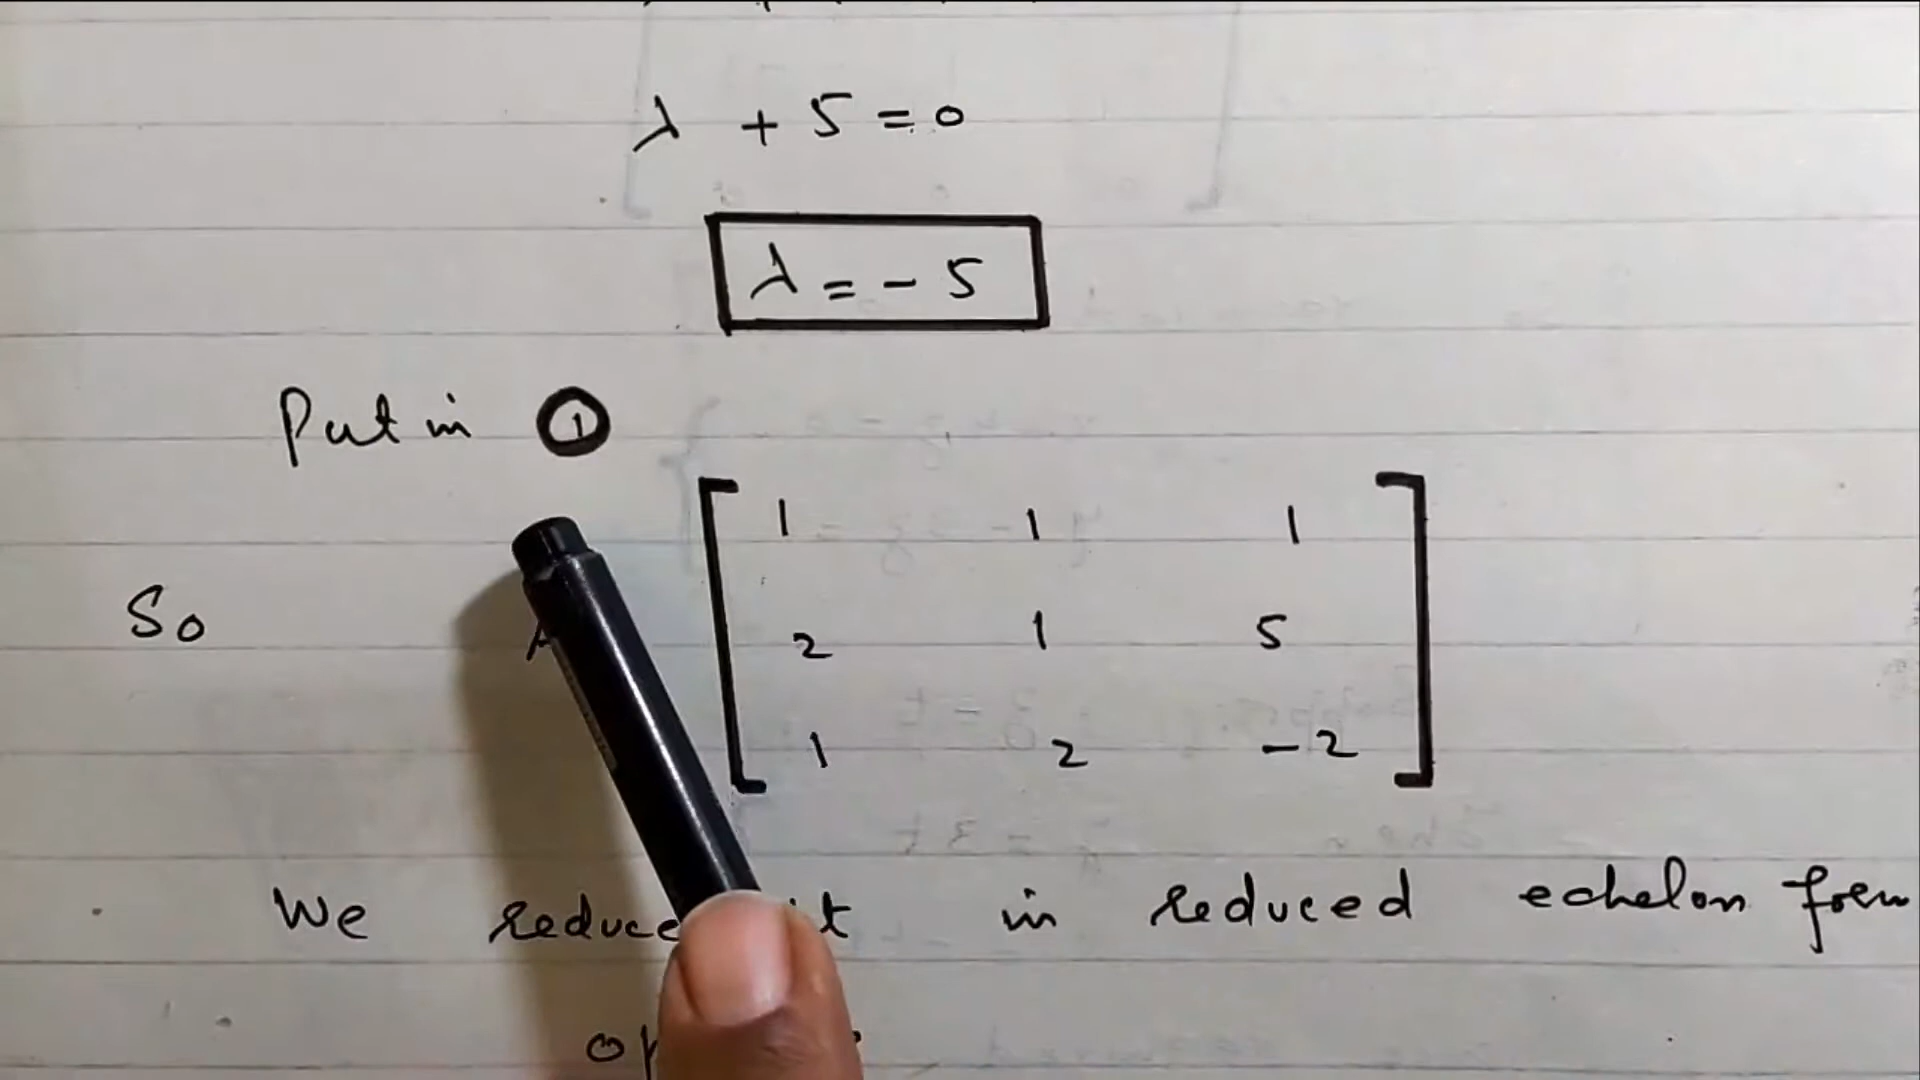 λ + 5 = 0
λ = - 5
Put in ①
1 1 1
So 2 1 5
1 2 -2
We reduce it in reduced echelon form